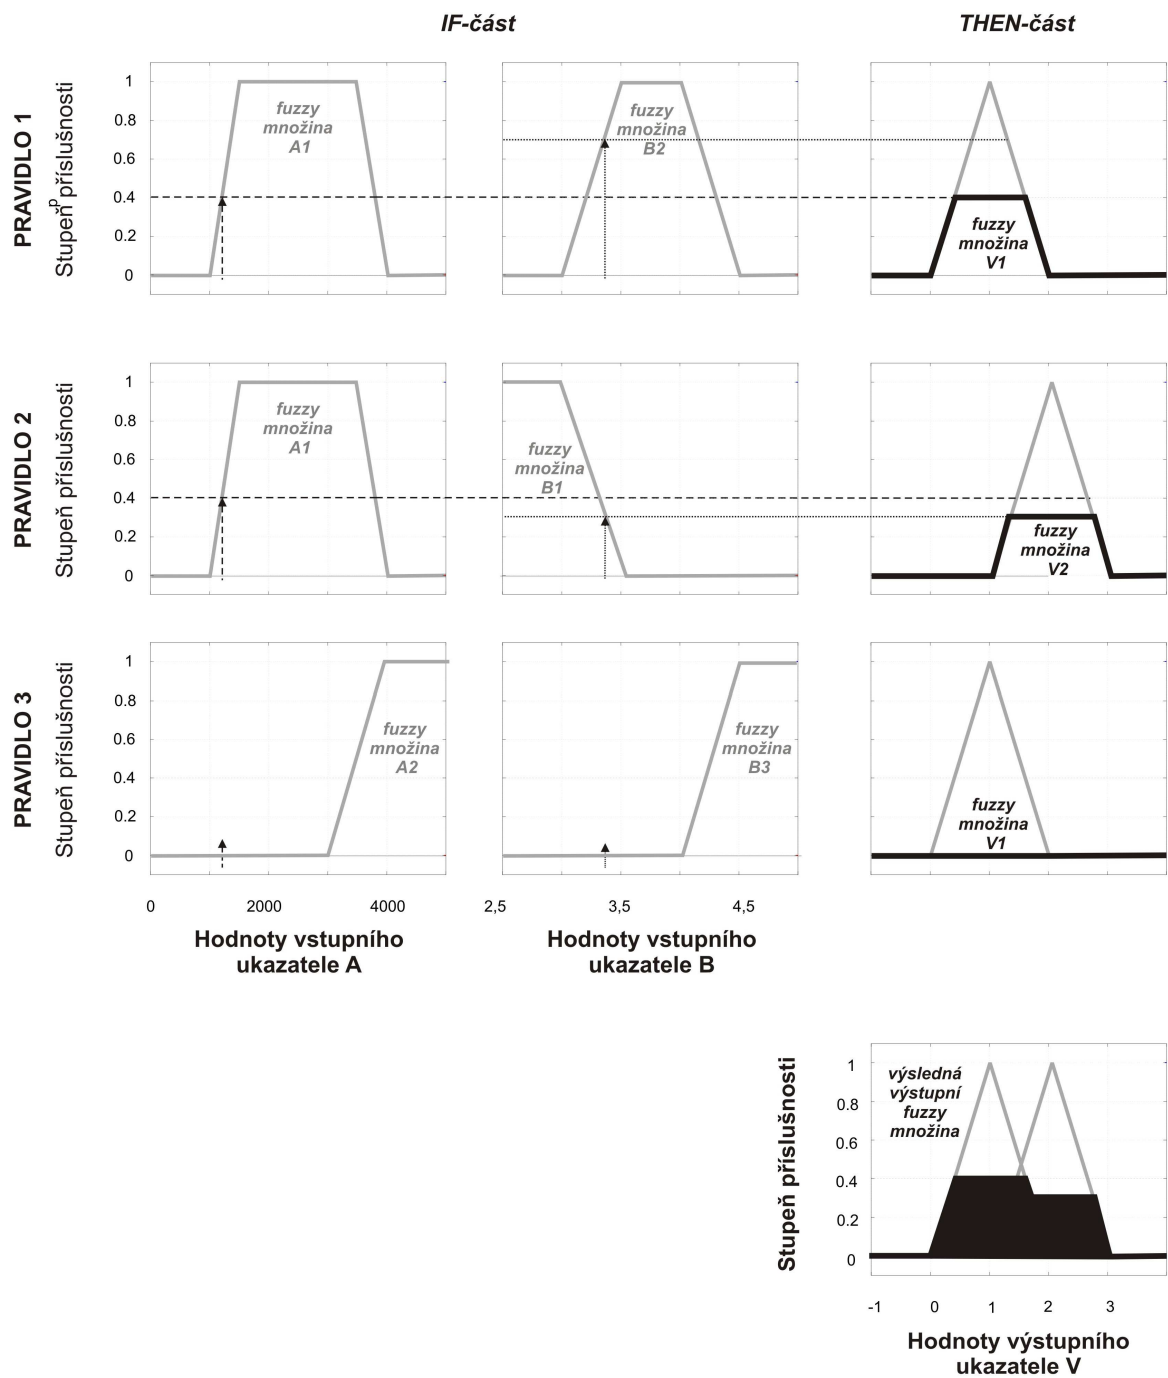 IF-část
THEN-část
PRAVIDLO 1
Stupeň příslušnosti
p
1
0.8
0.6
0.4
0.2
0
fuzzy
množina
A1
fuzzy
množina
B2
fuzzy
množina
V1
PRAVIDLO 2
Stupeň příslušnosti
1
0.8
0.6
0.4
0.2
0
fuzzy
množina
A1
fuzzy
množina
B1
fuzzy
množina
V2
PRAVIDLO 3
Stupeň příslušnosti
1
0.8
0.6
0.4
0.2
0
fuzzy
množina
A2
fuzzy
množina
B3
fuzzy
množina
V1
0 2000 4000
2,5 3,5 4,5
Hodnoty vstupního
ukazatele A
Hodnoty vstupního
ukazatele B
Stupeň příslušnosti
1
0.8
0.6
0.4
0.2
0
výsledná
výstupní
fuzzy
množina
-1 0 1 2 3
Hodnoty výstupního
ukazatele V